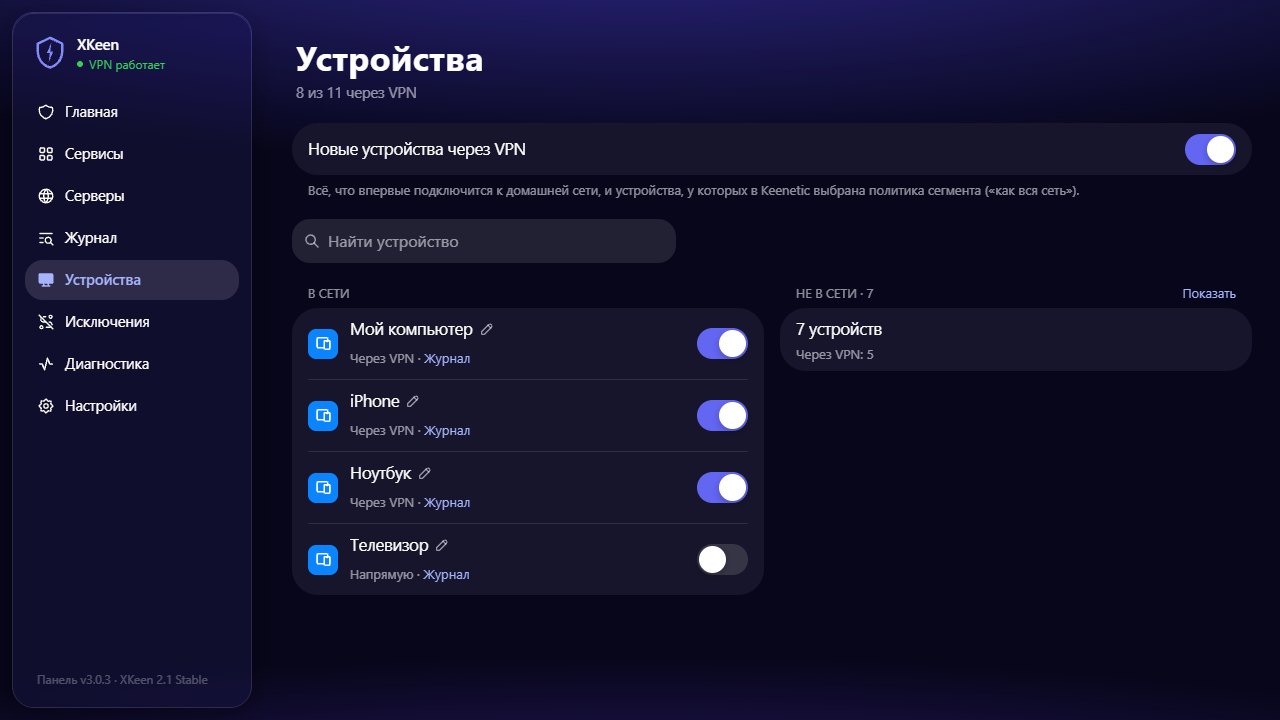 XKeen
VPN работает
Главная
Сервисы
Серверы
Журнал
Устройства
Исключения
Диагностика
Настройки
Панель v3.0.3 · XKeen 2.1 Stable
Устройства
8 из 11 через VPN
Новые устройства через VPN
Всё, что впервые подключится к домашней сети, и устройства, у которых в Keenetic выбрана политика сегмента («как вся сеть»).
Найти устройство
В СЕТИ
Мой компьютер
Через VPN · Журнал
iPhone
Через VPN · Журнал
Ноутбук
Через VPN · Журнал
Телевизор
Напрямую · Журнал
НЕ В СЕТИ · 7
Показать
7 устройств
Через VPN: 5